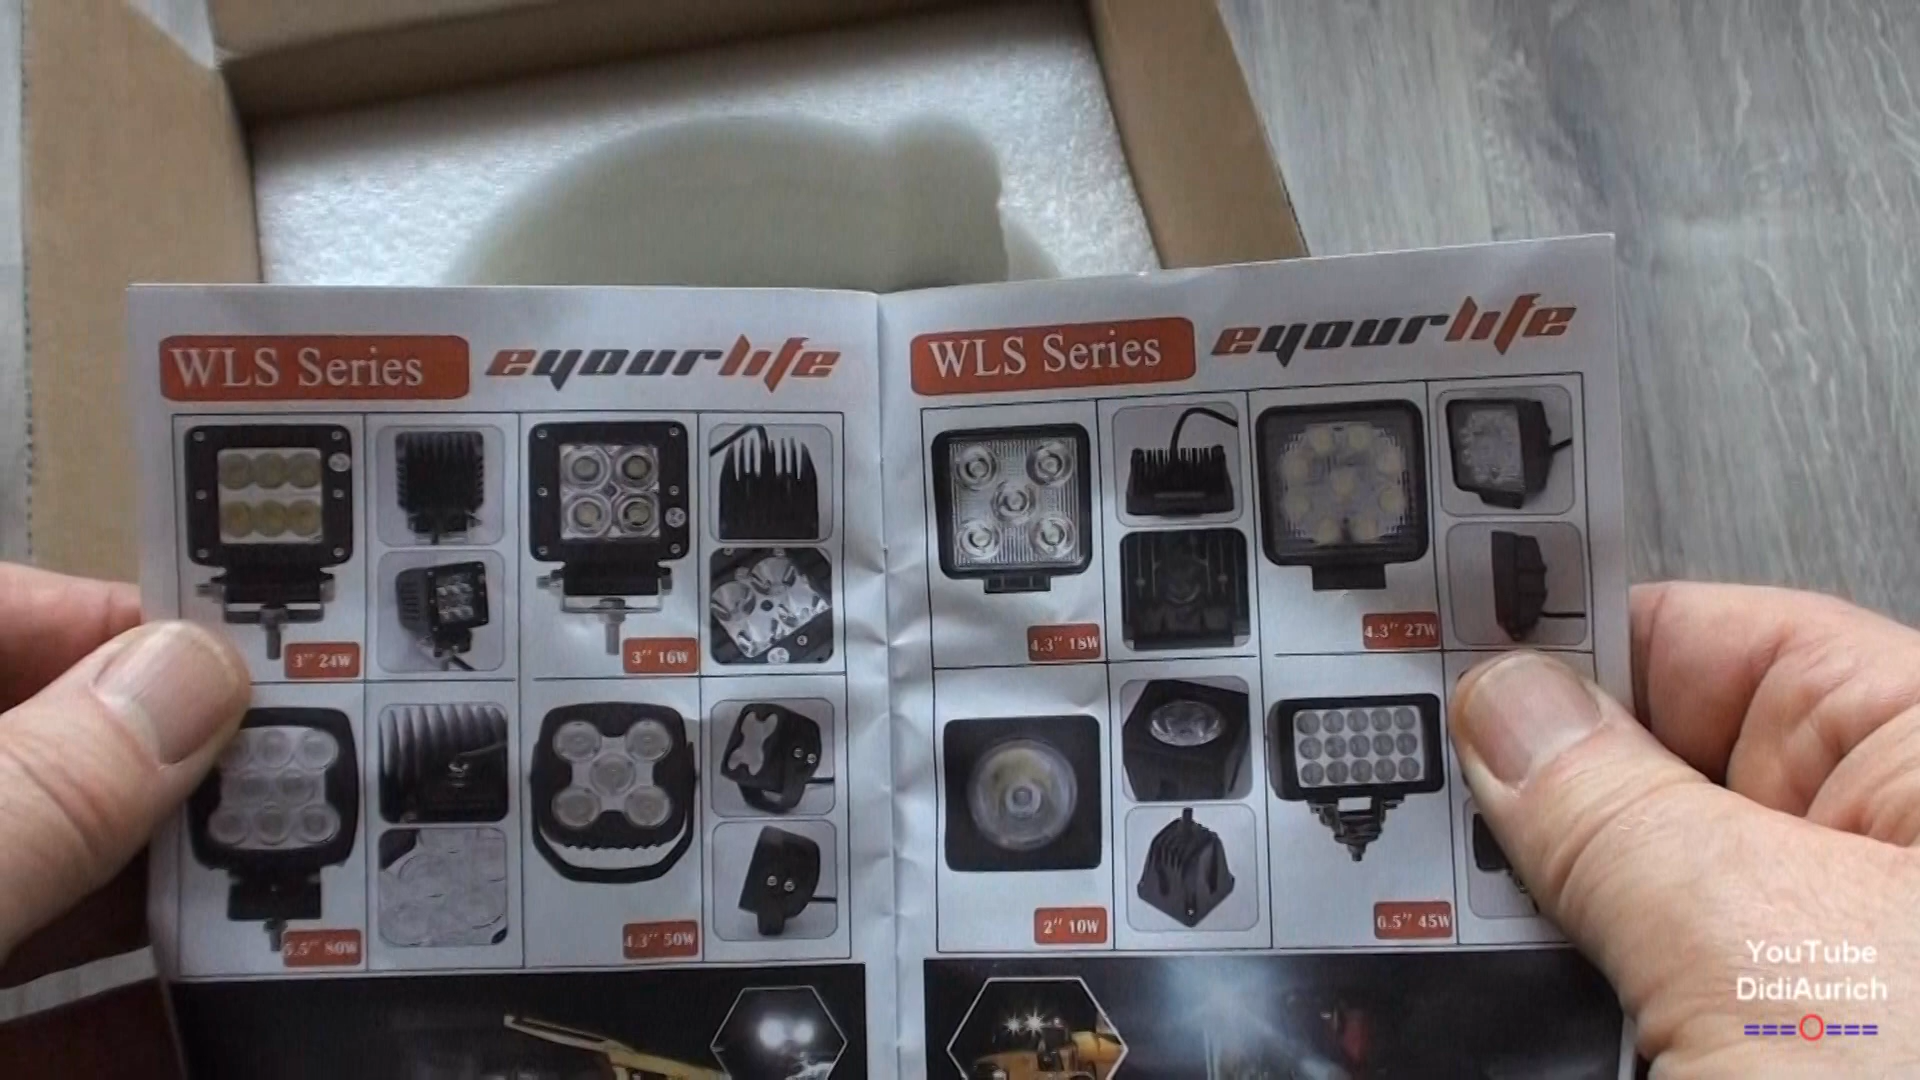 WLS Series eyourlife
3" 24W
3" 16W
5.5" 80W
4.3" 50W
WLS Series eyourlife
4.3" 18W
4.3" 27W
2" 10W
6.5" 45W
YouTube
DidiAurich
===O===